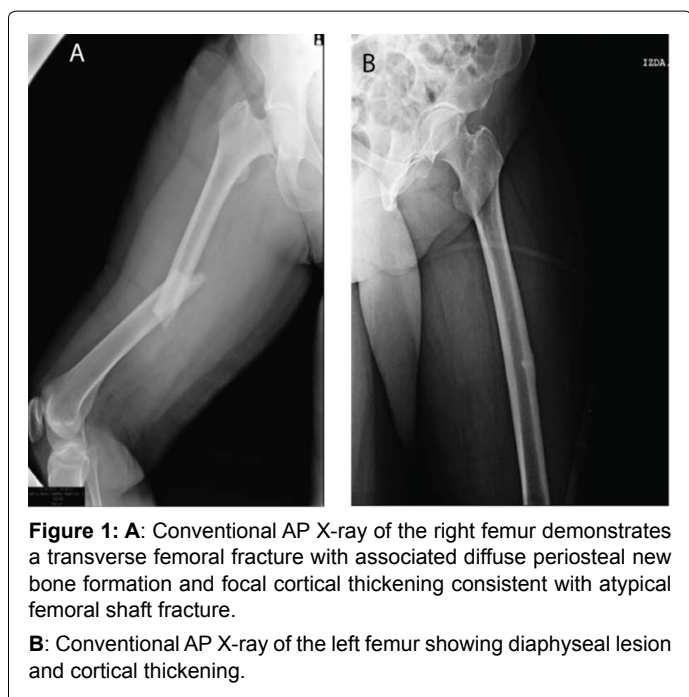 A
B
IZDA.
Figure 1: A: Conventional AP X-ray of the right femur demonstrates
a transverse femoral fracture with associated diffuse periosteal new
bone formation and focal cortical thickening consistent with atypical
femoral shaft fracture.
B: Conventional AP X-ray of the left femur showing diaphyseal lesion
and cortical thickening.